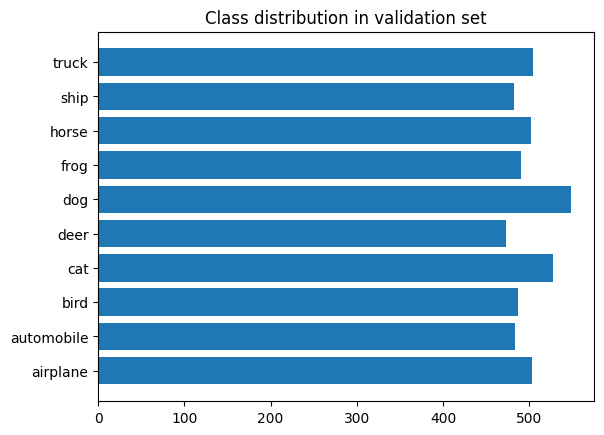 Class distribution in validation set
truck
ship
horse
frog
dog
deer
cat
bird
automobile
airplane
0 100 200 300 400 500